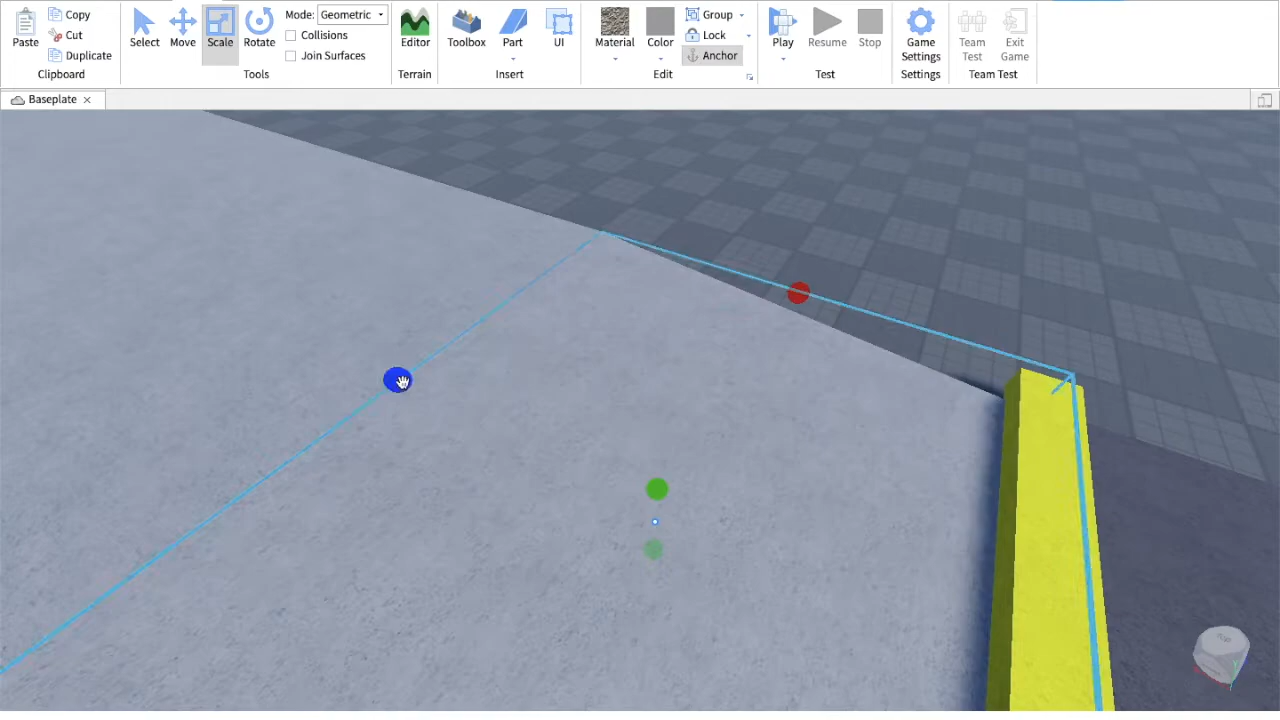 Copy
Cut
Paste
Duplicate
Clipboard
Select
Move
Scale
Rotate
Mode: Geometric
Collisions
Join Surfaces
Tools
Editor
Terrain
Toolbox
Part
UI
Insert
Material
Color
Group
Lock
Anchor
Edit
Play
Resume
Stop
Test
Game
Settings
Settings
Team
Test
Exit
Game
Team Test
Baseplate
TOP